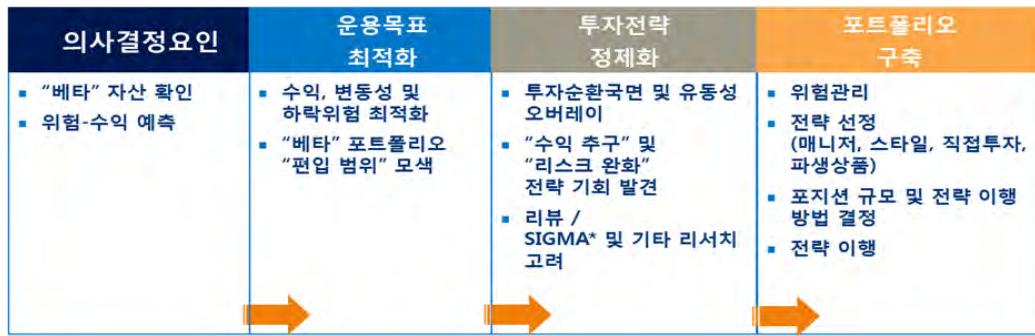 의사결정요인
"베타" 자산 확인
위험-수익 예측
운용목표
최적화
수익, 변동성 및
하락위험 최적화
"베타" 포트폴리오
"편입 범위" 모색
투자전략
정제화
투자순환국면 및 유동성
오버레이
"수익 추구" 및
"리스크 완화"
전략 기회 발견
리뷰 /
SIGMA* 및 기타 리서치
고려
포트폴리오
구축
위험관리
전략 선정
(매니저, 스타일, 직접투자,
파생상품)
포지션 규모 및 전략 이행
방법 결정
전략 이행